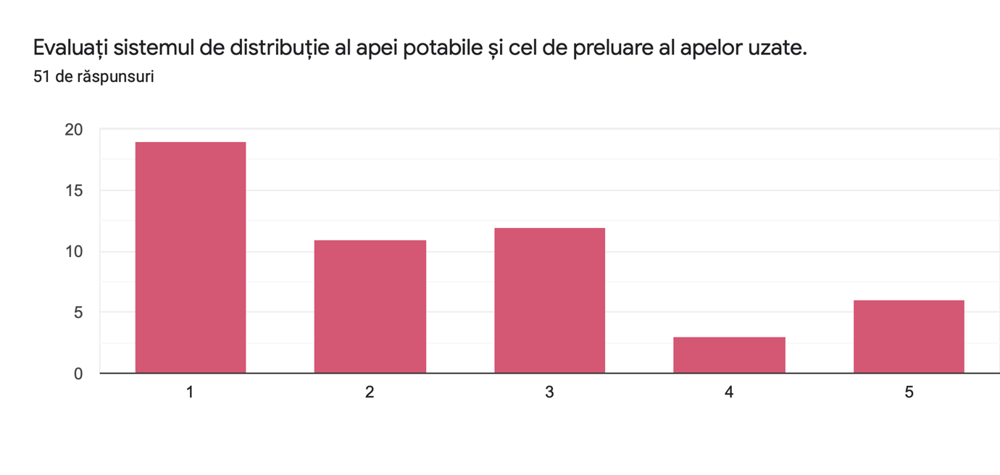 Evaluați sistemul de distribuție al apei potabile și cel de preluare al apelor uzate.
51 de răspunsuri
20
15
10
5
0
1 2 3 4 5